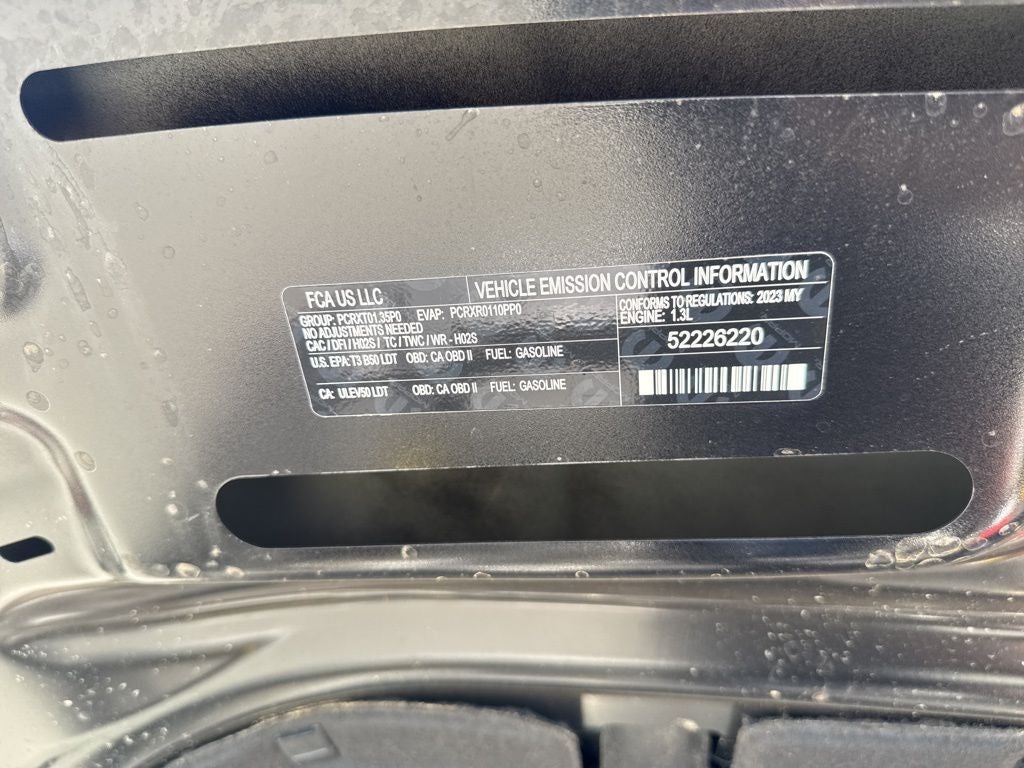 FCA US LLC
VEHICLE EMISSION CONTROL INFORMATION
GROUP: PCRXT01.35P0 EVAP: PCRXR0110PP0
NO ADJUSTMENTS NEEDED
CAC / DFI / H02S / TC / TWC / WR - H02S
U.S. EPA: T3 B50 LDT OBD: CA OBD II FUEL: GASOLINE
CA: ULEV50 LDT OBD: CA OBD II FUEL: GASOLINE
CONFORMS TO REGULATIONS: 2023 MY
ENGINE: 1.3L
52226220